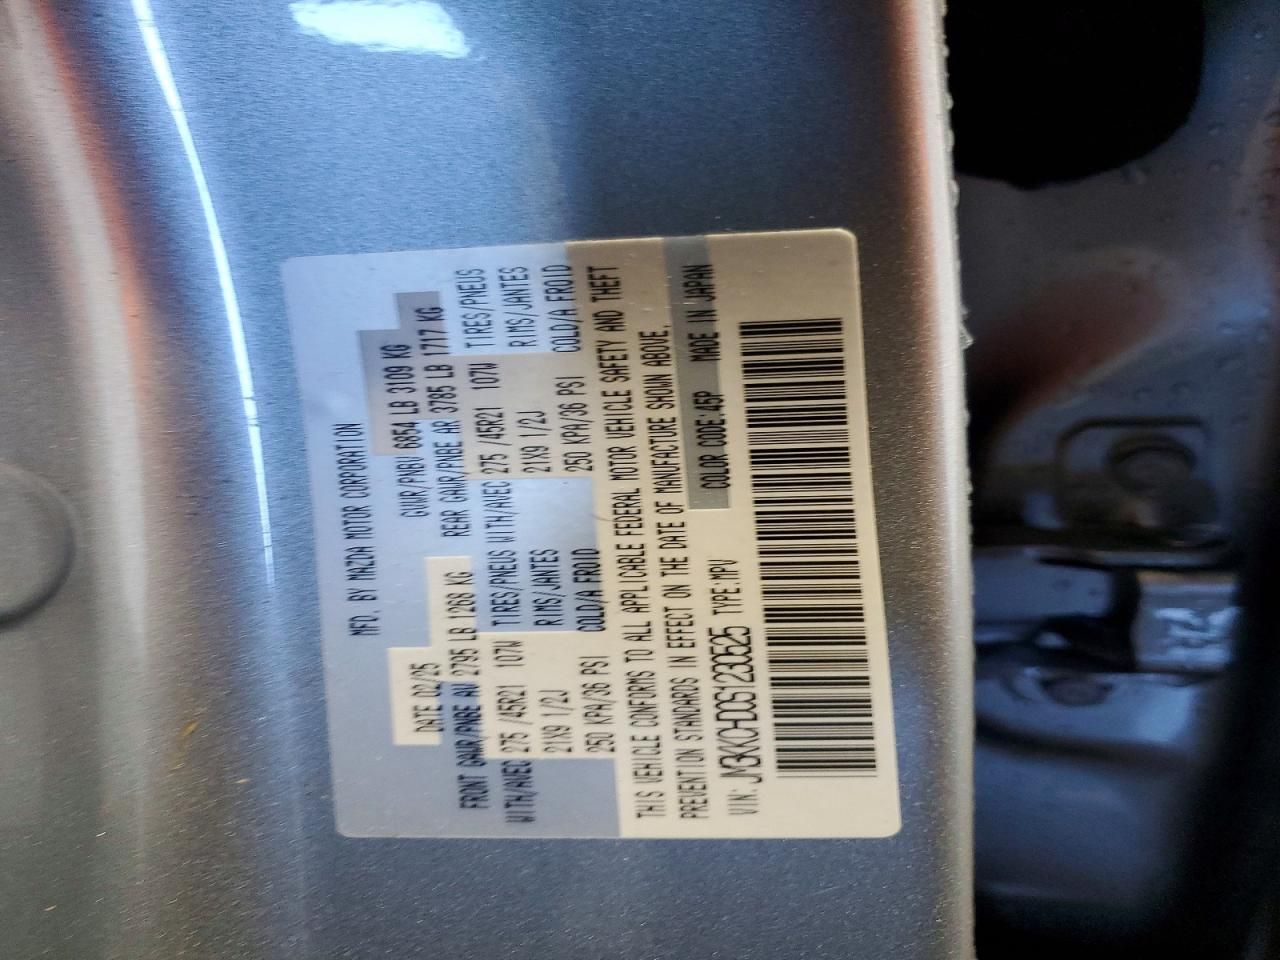 MFD. BY MAZDA MOTOR CORPORATION
DATE 02/25 GVWR/PNBV 6854 LB 3109 KG
FRONT GAWR/PNBE AV 2795 LB 1268 KG REAR GAWR/PNBE AR 3785 LB 1717 KG
WITH/AVEC 275 /45R21 107W TIRES/PNEUS WITH/AVEC 275 /45R21 107W TIRES/PNEUS
21X9 1/2J RIMS/JANTES 21X9 1/2J RIMS/JANTES
250 KPA/36 PSI COLD/A FROID 250 KPA/36 PSI COLD/A FROID
THIS VEHICLE CONFORMS TO ALL APPLICABLE FEDERAL MOTOR VEHICLE SAFETY AND THEFT
PREVENTION STANDARDS IN EFFECT ON THE DATE OF MANUFACTURE SHOWN ABOVE.
VIN: JM3KKCHD0S1230525 TYPE:MPV COLOR CODE:45P MADE IN JAPAN